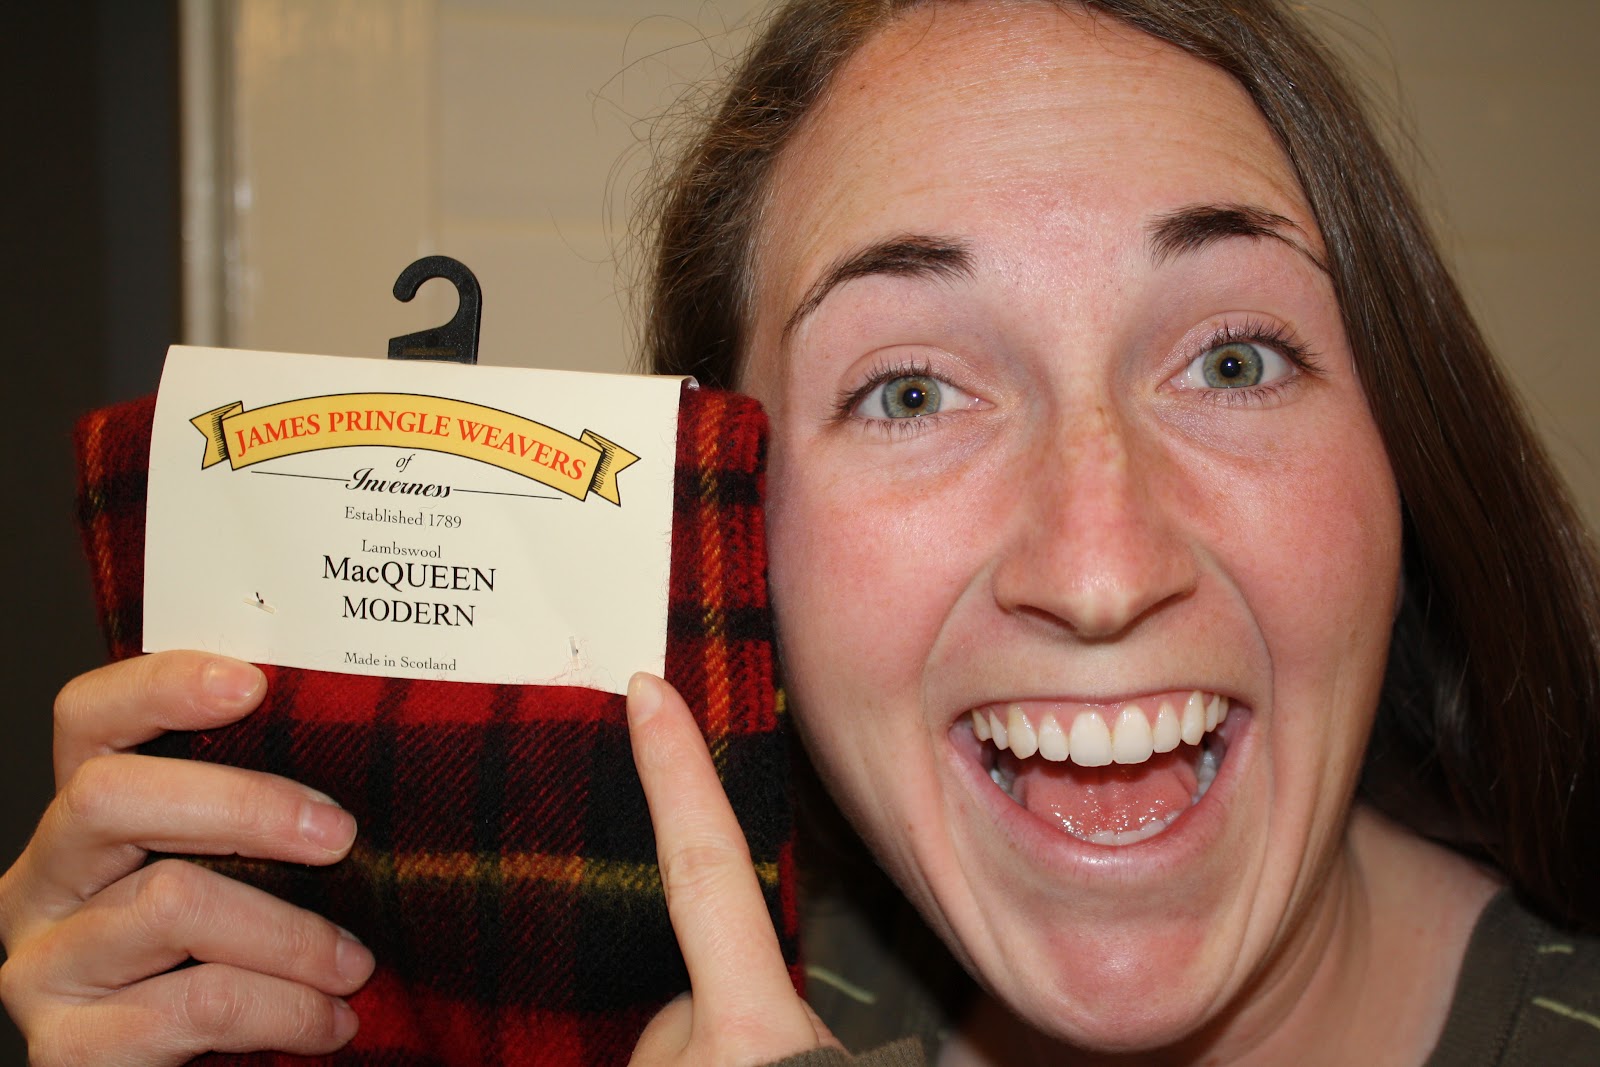 JAMES PRINGLE WEAVERS
of
Inverness
Established 1789
Lambswool
MacQUEEN
MODERN
Made in Scotland